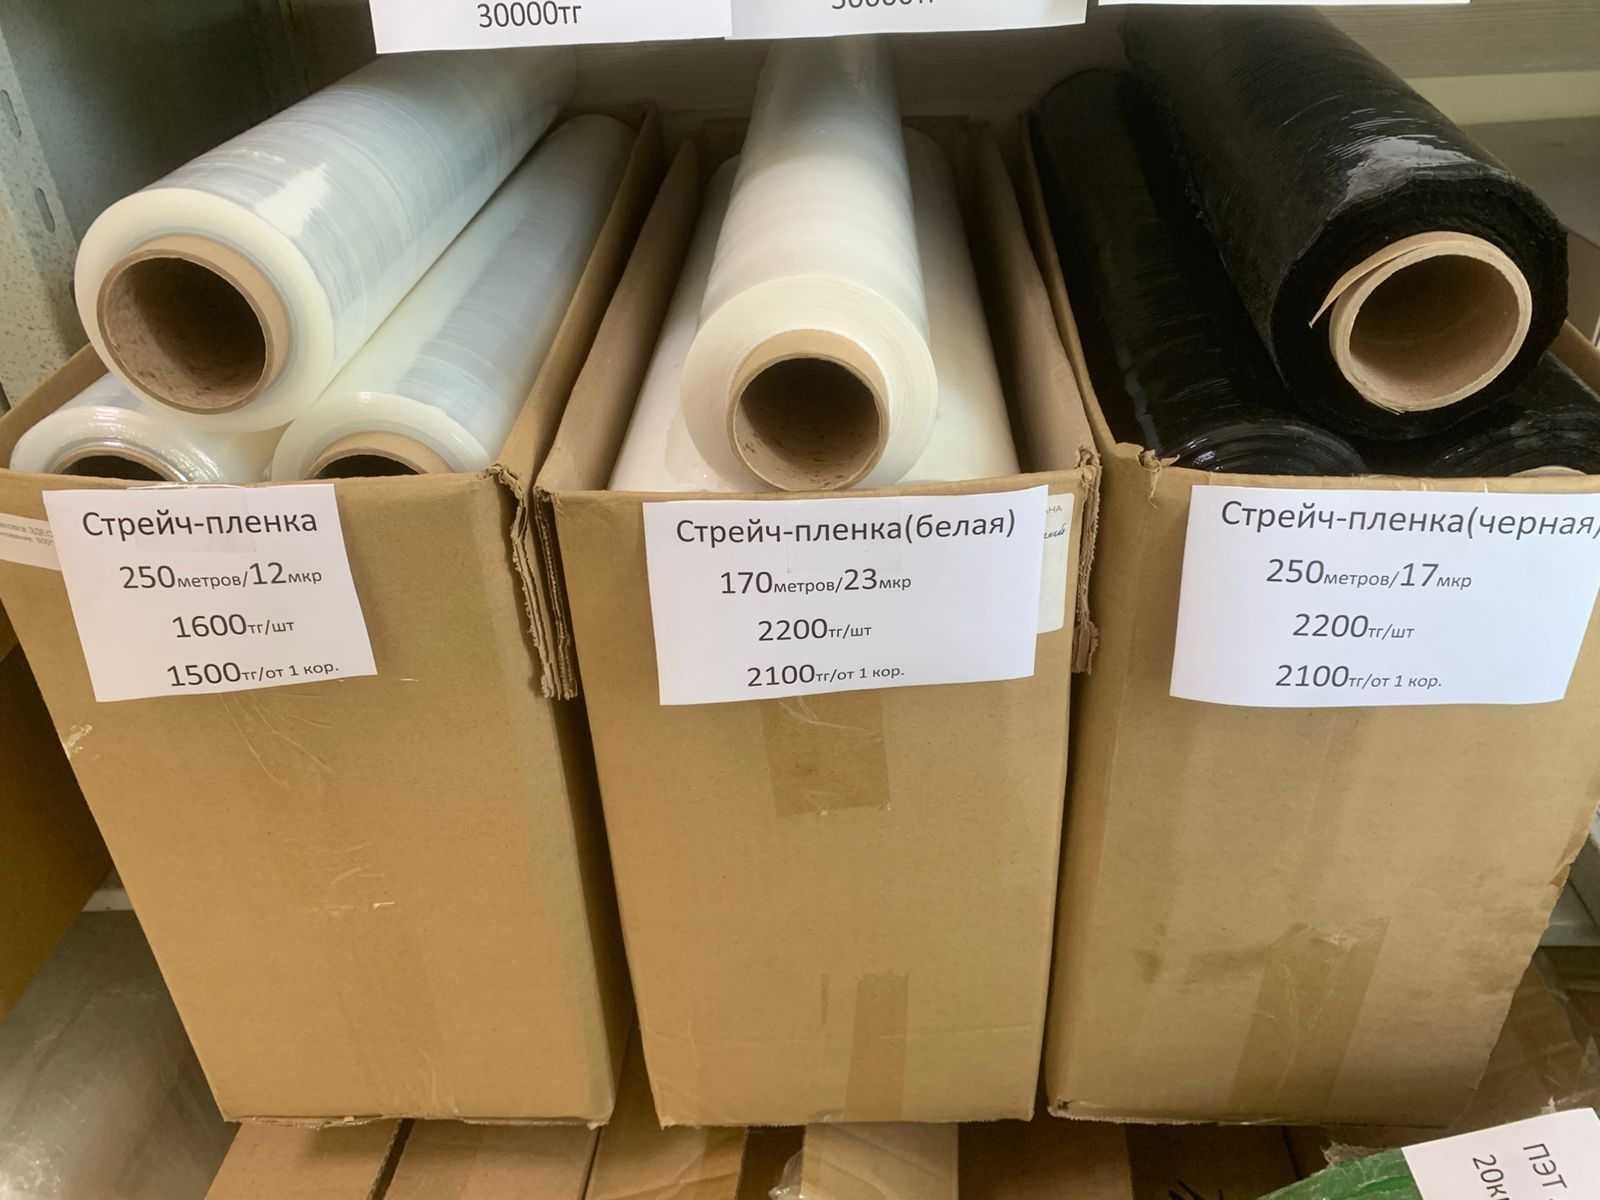 30000тг
Стрейч-пленка
250метров/12мкр
1600тг/шт
1500тг/от 1 кор.
Стрейч-пленка(белая)
170метров/23мкр
2200тг/шт
2100тг/от 1 кор.
Стрейч-пленка(черная)
250метров/17мкр
2200тг/шт
2100тг/от 1 кор.
ПЭТ